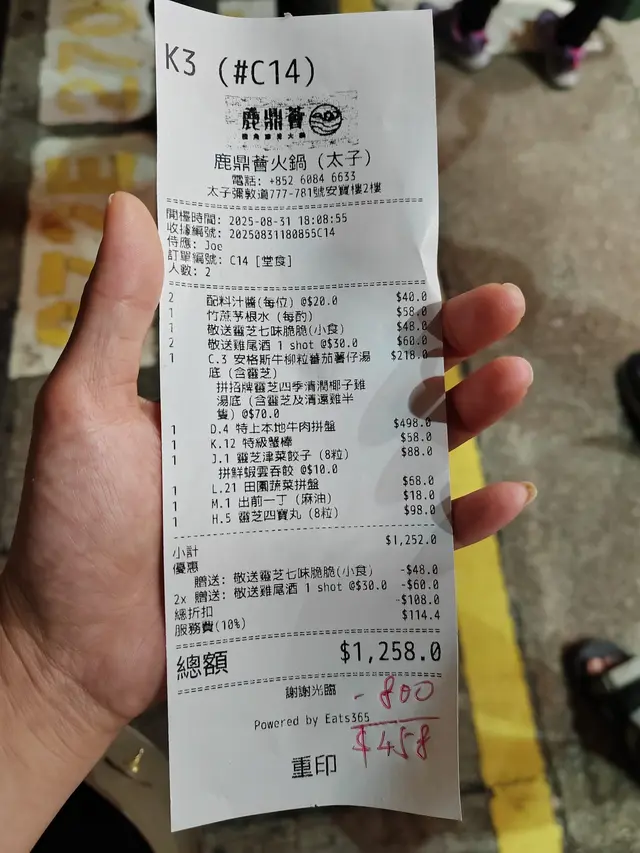 K3 (#C14)
鹿鼎薈
鹿鼎薈火鍋（太子）
電話: +852 6084 6633
太子彌敦道777-781號安寶樓2樓
開檯時間: 2025-08-31 18:08:55
收據編號: 20250831180855C14
侍應: Joe
訂單編號: C14 [堂食]
人數: 2
2 配料汁醬(每位) @$20.0 $40.0
1 竹蔗茅根水 (每酌) $58.0
1 敬送靈芝七味脆脆(小食) $48.0
2 敬送雞尾酒 1 shot @$30.0 $60.0
1 C.3 安格斯牛柳粒番茄薯仔湯 $218.0
底（含靈芝）
拼招牌靈芝四季清潤椰子雞
湯底（含靈芝及清遠雞半
隻）@$70.0
1 D.4 特上本地牛肉拼盤 $498.0
1 K.12 特級蟹棒 $58.0
1 J.1 靈芝津菜餃子 (8粒) $88.0
拼鮮蝦雲吞餃 @$10.0
1 L.21 田園蔬菜拼盤 $68.0
1 M.1 出前一丁 (麻油) $18.0
1 H.5 靈芝四寶丸 (8粒) $98.0
小計 $1,252.0
優惠
贈送: 敬送靈芝七味脆脆(小食) -$48.0
2x 贈送: 敬送雞尾酒 1 shot @$30.0 -$60.0
總折扣 -$108.0
服務費(10%) $114.4
總額 $1,258.0
謝謝光臨 - 800
Powered by Eats365
$458
重印